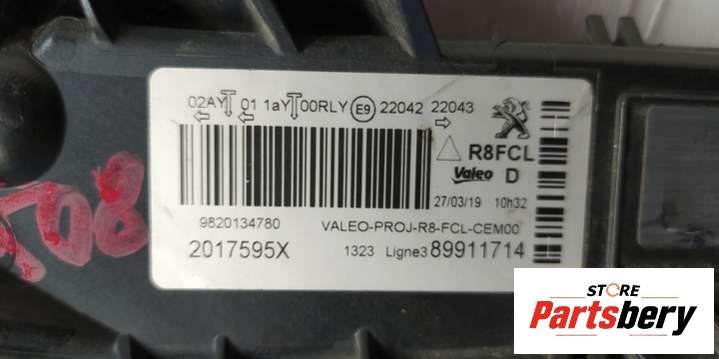 02AY 01 1aY 00RLY E9 22042 22043
R8FCL
Valeo D
27/03/19 10h32
9820134780 VALEO-PROJ-R8-FCL-CEM00
2017595X 1323 Ligne3 89911714
508
STORE
Partsbery